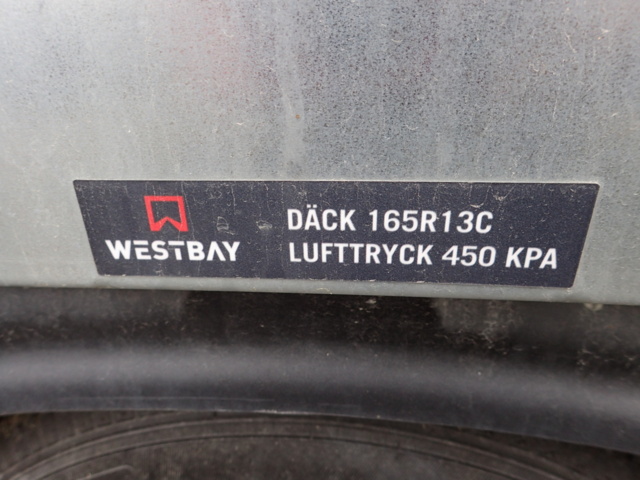 WESTBAY
DÄCK 165R13C
LUFTTRYCK 450 KPA